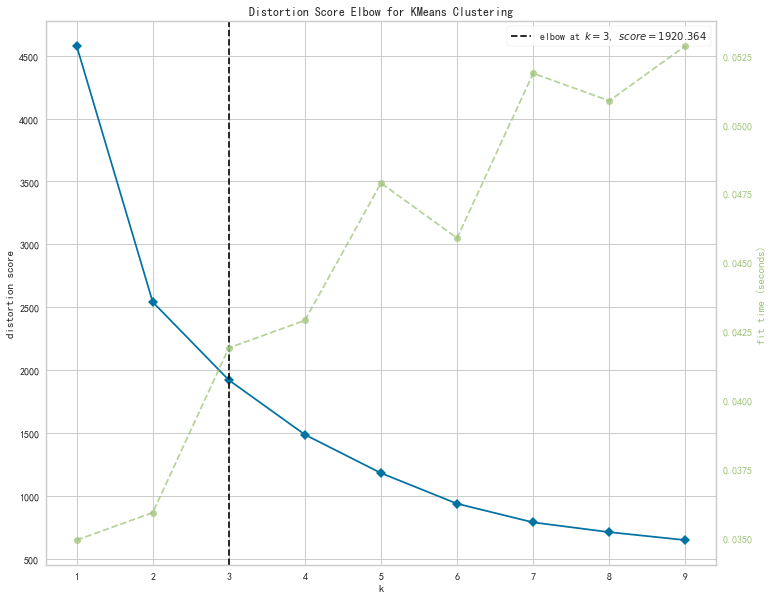 Distortion Score Elbow for KMeans Clustering
elbow at k = 3, score = 1920.364
4500
4000
3500
3000
2500
2000
1500
1000
500
distortion score
0.0525
0.0500
0.0475
0.0450
0.0425
0.0400
0.0375
0.0350
fit time (seconds)
1 2 3 4 5 6 7 8 9
k